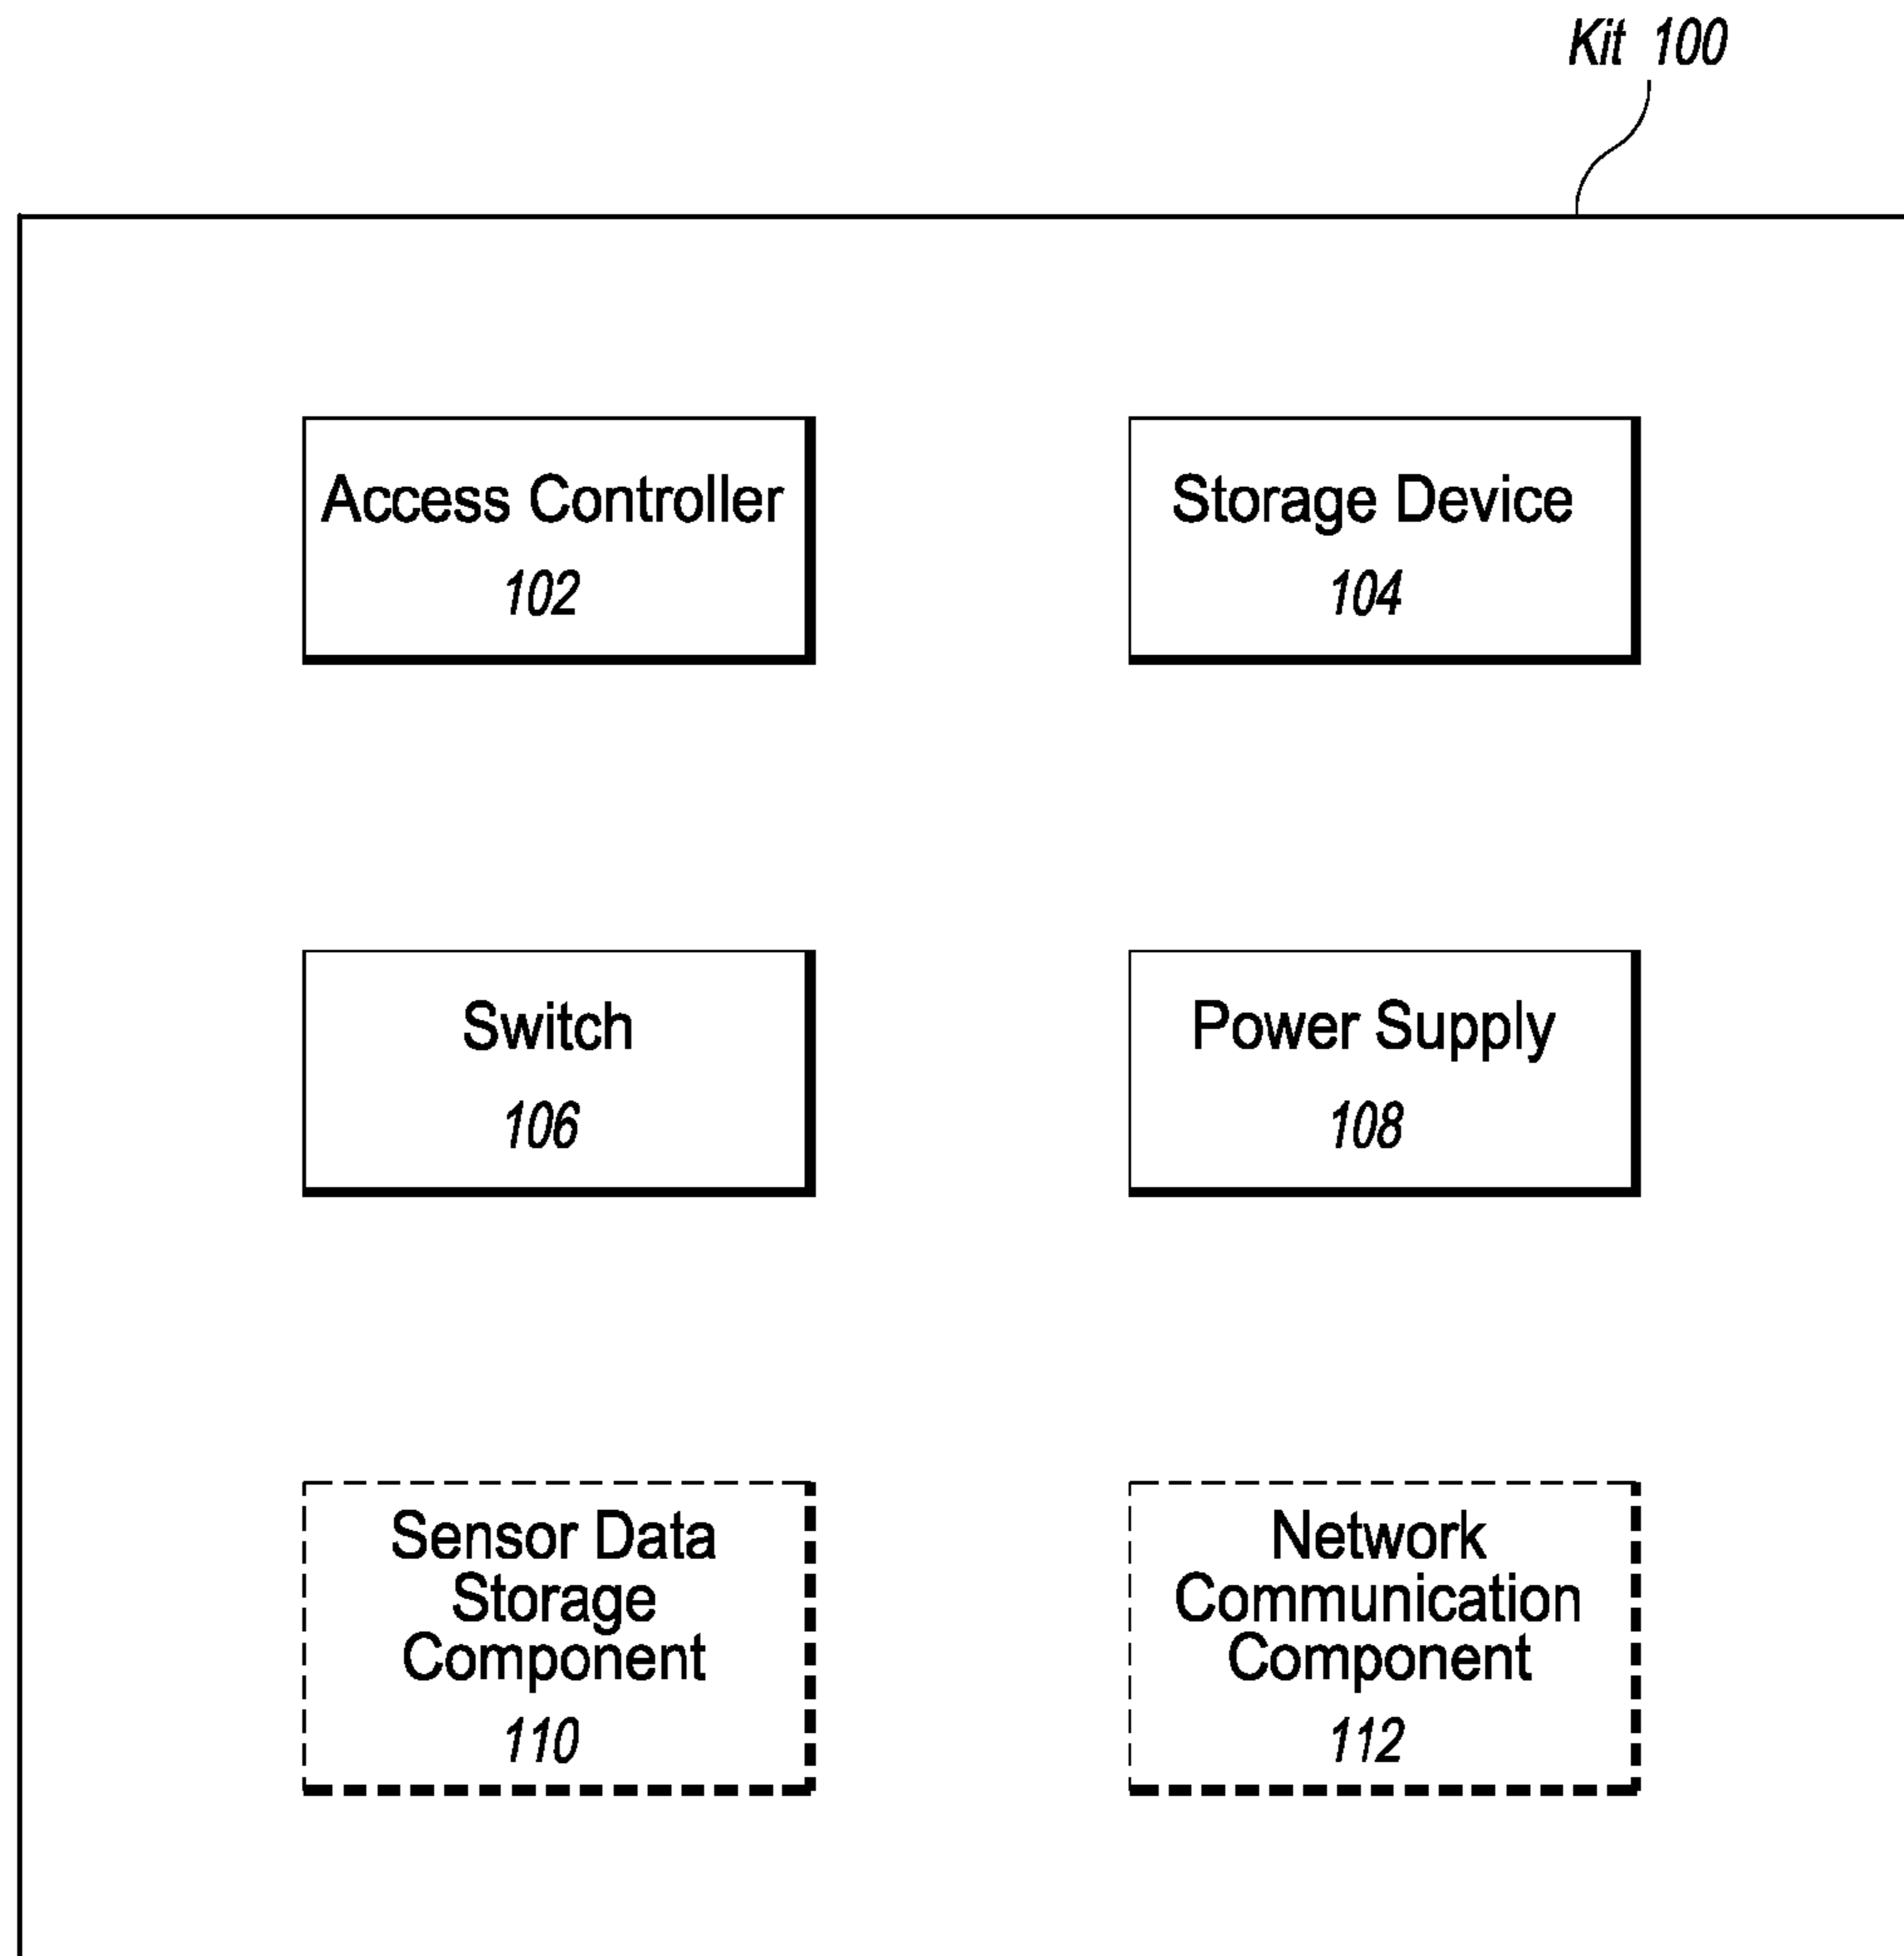 Kit 100
Access Controller
102
Storage Device
104
Switch
106
Power Supply
108
Sensor Data
Storage
Component
110
Network
Communication
Component
112